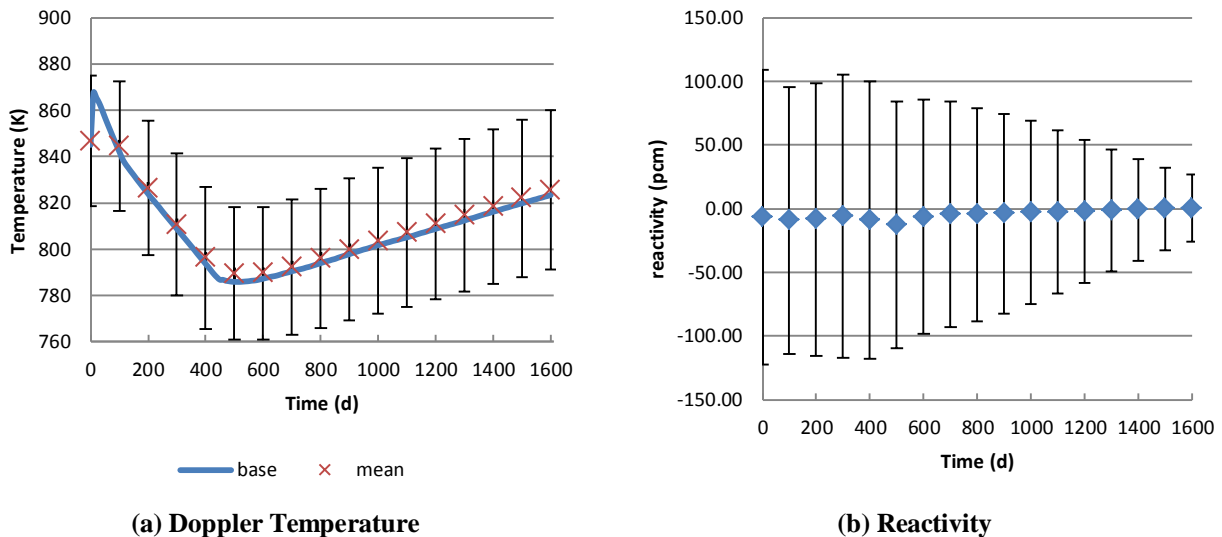 900
880
860
840
820
800
780
760
Temperature (K)
0 200 400 600 800 1000 1200 1400 1600
Time (d)
base mean
(a) Doppler Temperature
150.00
100.00
50.00
0.00
-50.00
-100.00
-150.00
reactivity (pcm)
0 200 400 600 800 1000 1200 1400 1600
Time (d)
(b) Reactivity